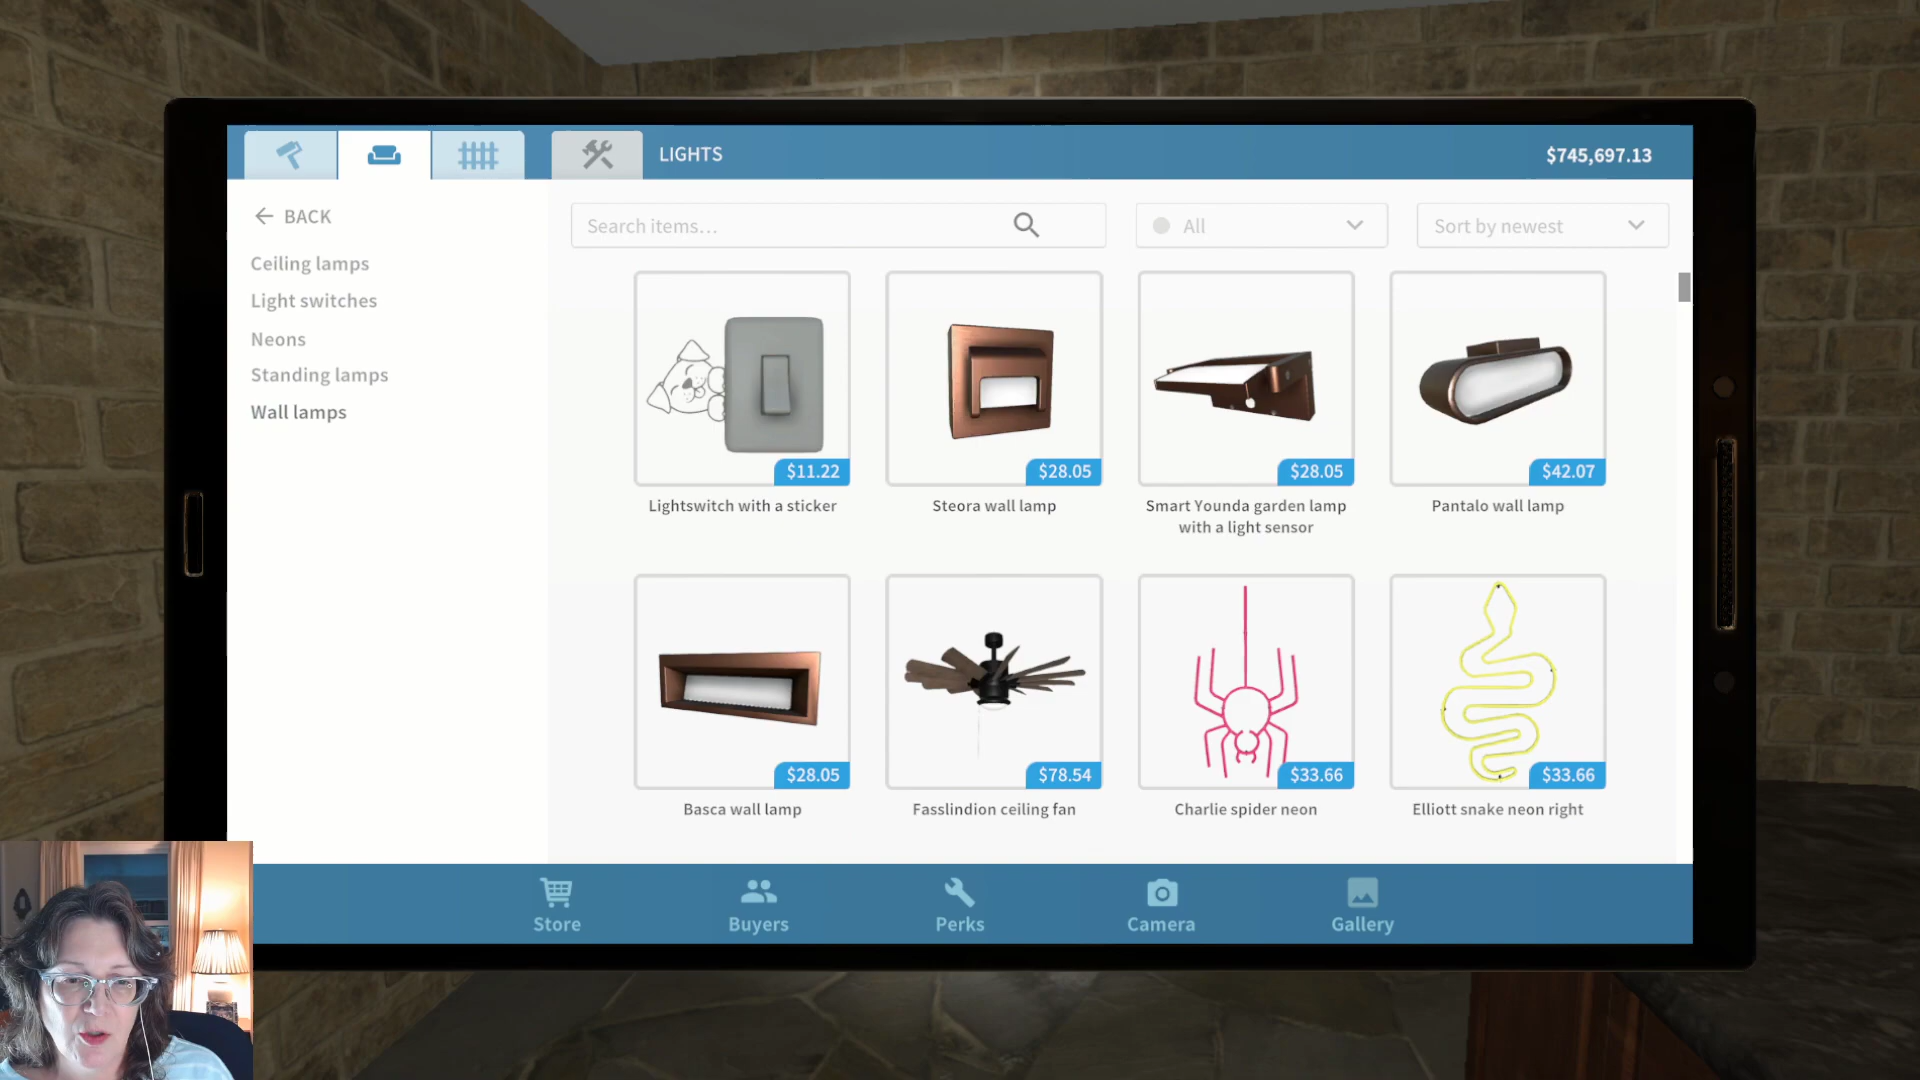 LIGHTS
$745,697.13
BACK
Search items...
All
Sort by newest
Ceiling lamps
Light switches
Neons
Standing lamps
Wall lamps
$11.22
$28.05
$28.05
$42.07
Lightswitch with a sticker
Steora wall lamp
Smart Younda garden lamp
with a light sensor
Pantalo wall lamp
$28.05
$78.54
$33.66
$33.66
Basca wall lamp
Fasslindion ceiling fan
Charlie spider neon
Elliott snake neon right
Store
Buyers
Perks
Camera
Gallery